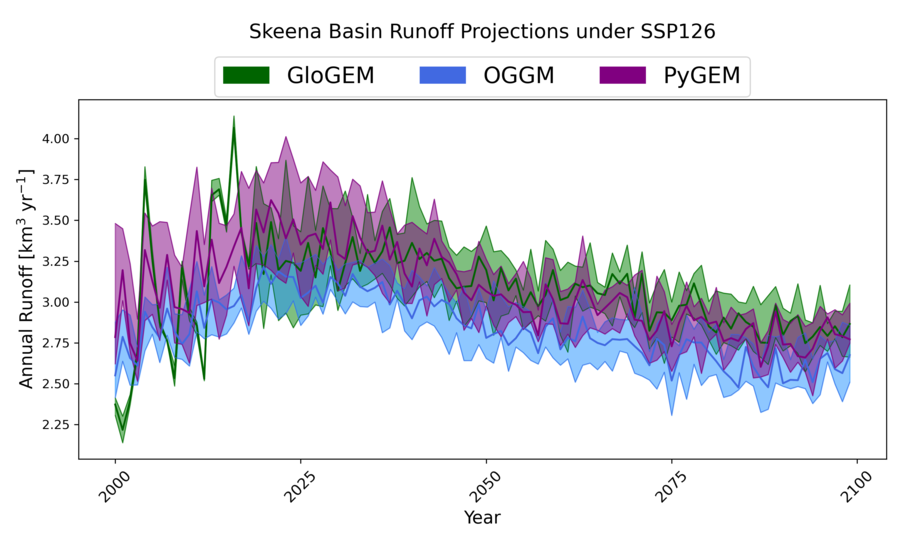 Skeena Basin Runoff Projections under SSP126
GloGEM OGGM PyGEM
Annual Runoff [km³ yr⁻¹]
4.00
3.75
3.50
3.25
3.00
2.75
2.50
2.25
2000 2025 2050 2075 2100
Year